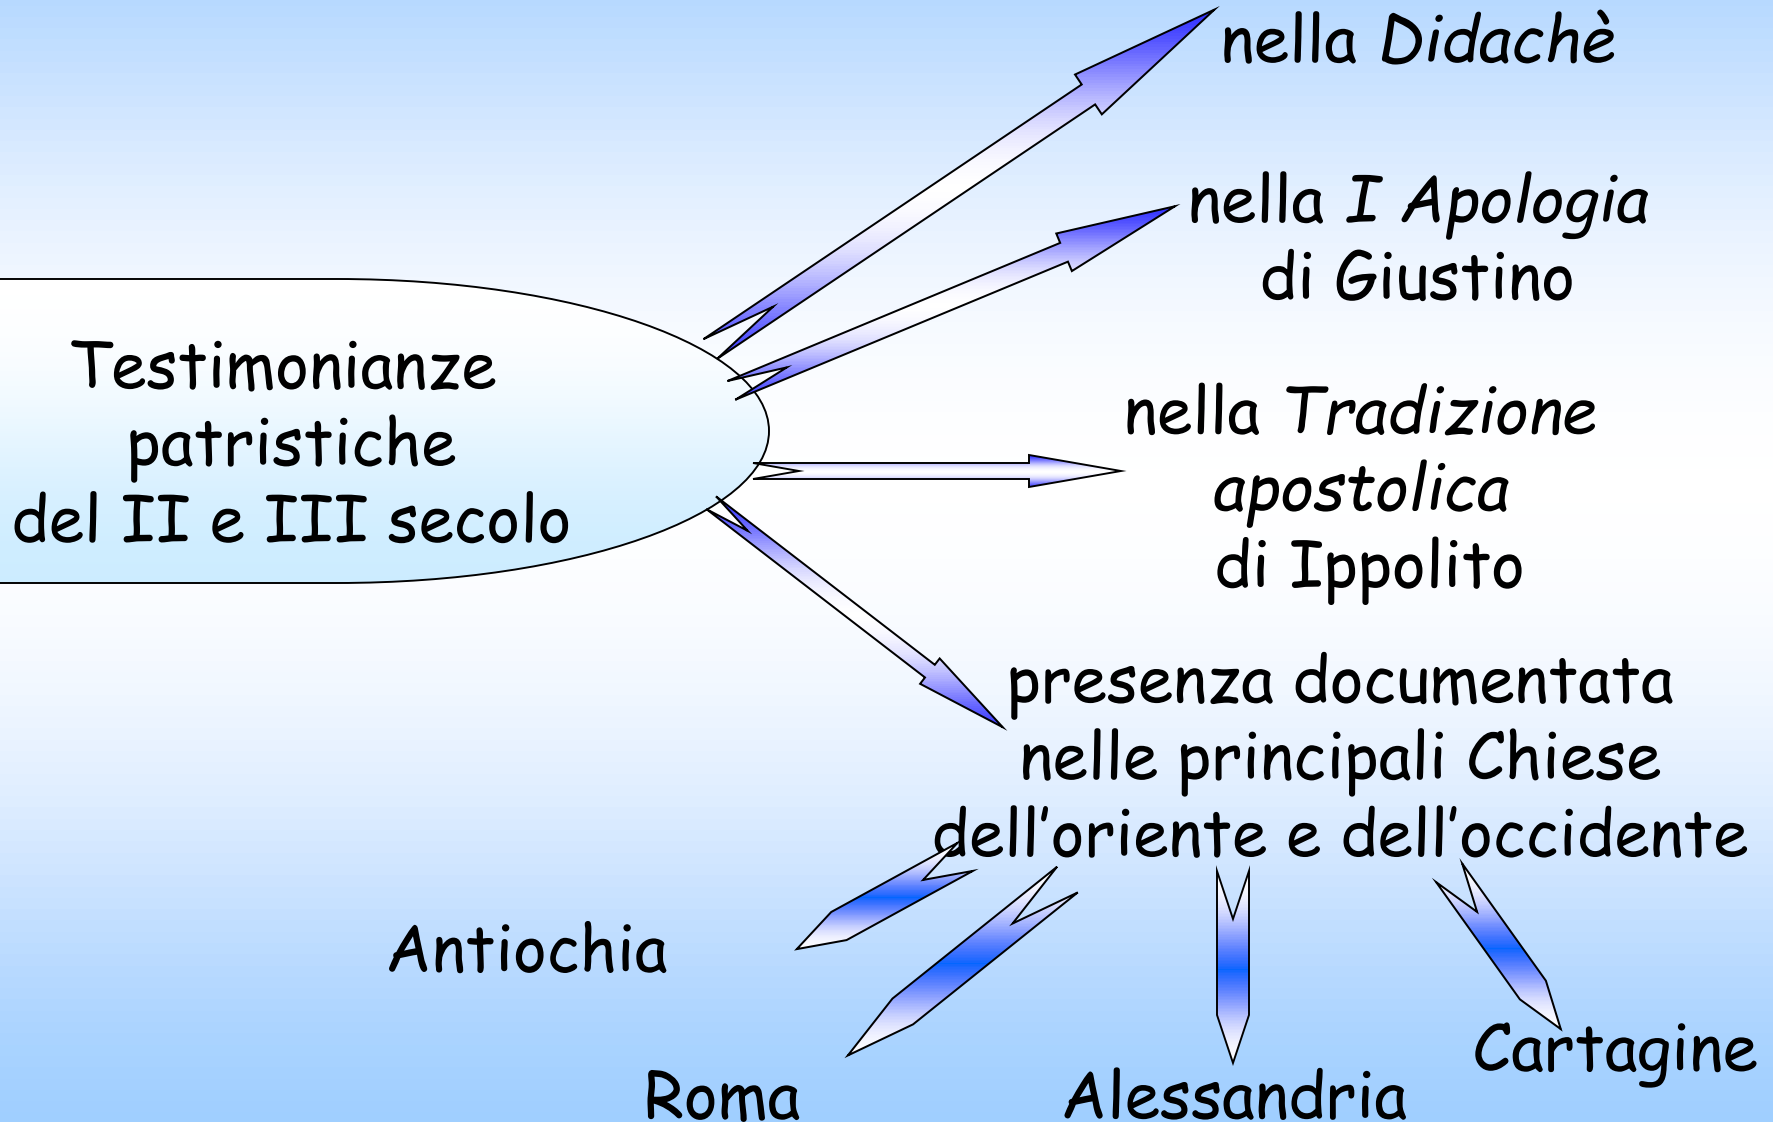 Testimonianze
patristiche
del II e III secolo
nella Didachè
nella I Apologia
di Giustino
nella Tradizione
apostolica
di Ippolito
presenza documentata
nelle principali Chiese
dell'oriente e dell'occidente
Antiochia
Roma
Alessandria
Cartagine